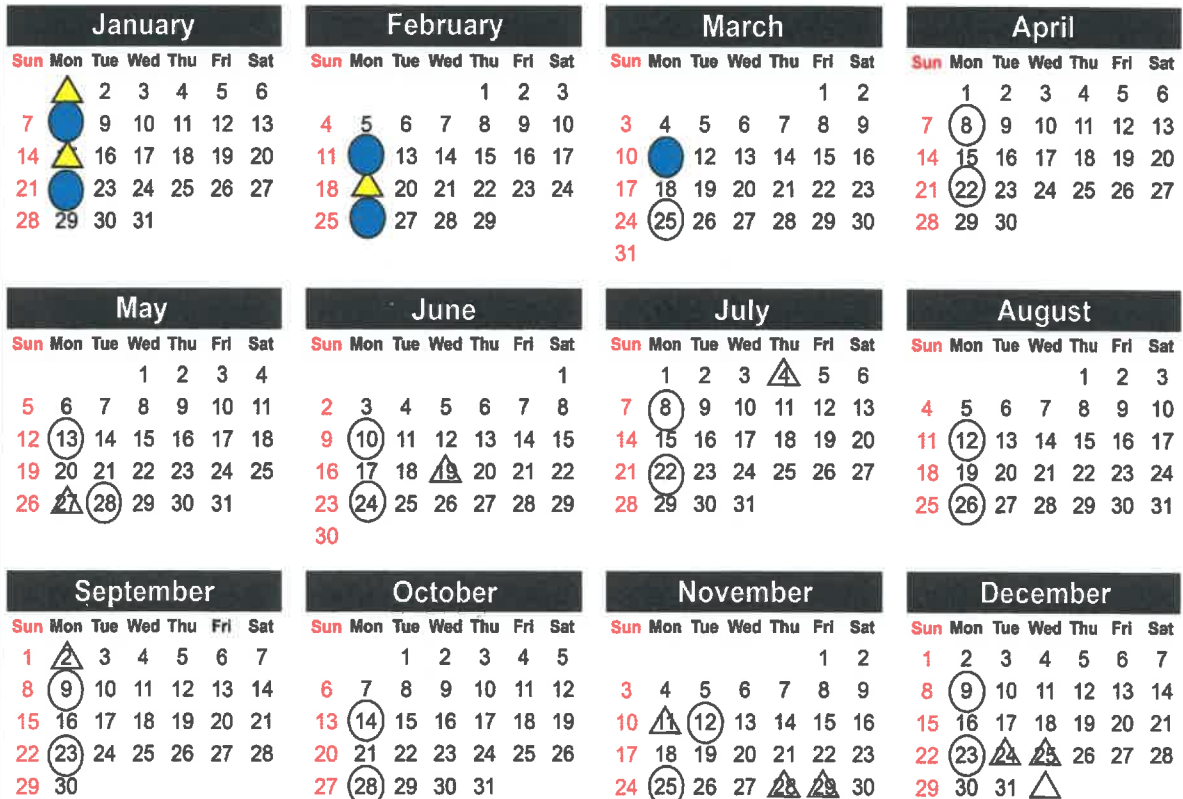 January
Sun Mon Tue Wed Thu Fri Sat
2 3 4 5 6
7 9 10 11 12 13
14 16 17 18 19 20
21 23 24 25 26 27
28 29 30 31
February
Sun Mon Tue Wed Thu Fri Sat
1 2 3
4 5 6 7 8 9 10
11 13 14 15 16 17
18 20 21 22 23 24
25 27 28 29
March
Sun Mon Tue Wed Thu Fri Sat
1 2
3 4 5 6 7 8 9
10 12 13 14 15 16
17 18 19 20 21 22 23
24 25 26 27 28 29 30
31
April
Sun Mon Tue Wed Thu Fri Sat
1 2 3 4 5 6
7 8 9 10 11 12 13
14 15 16 17 18 19 20
21 22 23 24 25 26 27
28 29 30
May
Sun Mon Tue Wed Thu Fri Sat
1 2 3 4
5 6 7 8 9 10 11
12 13 14 15 16 17 18
19 20 21 22 23 24 25
26 27 28 29 30 31
June
Sun Mon Tue Wed Thu Fri Sat
1
2 3 4 5 6 7 8
9 10 11 12 13 14 15
16 17 18 19 20 21 22
23 24 25 26 27 28 29
30
July
Sun Mon Tue Wed Thu Fri Sat
1 2 3 4 5 6
7 8 9 10 11 12 13
14 15 16 17 18 19 20
21 22 23 24 25 26 27
28 29 30 31
August
Sun Mon Tue Wed Thu Fri Sat
1 2 3
4 5 6 7 8 9 10
11 12 13 14 15 16 17
18 19 20 21 22 23 24
25 26 27 28 29 30 31
September
Sun Mon Tue Wed Thu Fri Sat
1 2 3 4 5 6 7
8 9 10 11 12 13 14
15 16 17 18 19 20 21
22 23 24 25 26 27 28
29 30
October
Sun Mon Tue Wed Thu Fri Sat
1 2 3 4 5
6 7 8 9 10 11 12
13 14 15 16 17 18 19
20 21 22 23 24 25 26
27 28 29 30 31
November
Sun Mon Tue Wed Thu Fri Sat
1 2
3 4 5 6 7 8 9
10 11 12 13 14 15 16
17 18 19 20 21 22 23
24 25 26 27 28 29 30
December
Sun Mon Tue Wed Thu Fri Sat
1 2 3 4 5 6 7
8 9 10 11 12 13 14
15 16 17 18 19 20 21
22 23 24 25 26 27 28
29 30 31